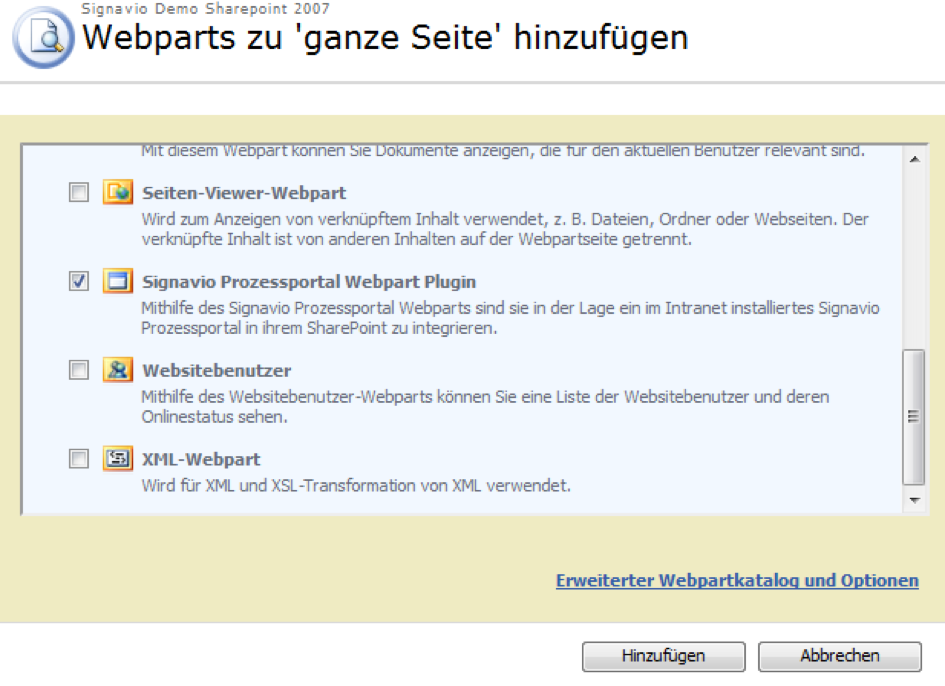 Signavio Demo Sharepoint 2007
Webparts zu 'ganze Seite' hinzufügen
Mit diesem Webpart können Sie Dokumente anzeigen, die für den aktuellen Benutzer relevant sind.
Seiten-Viewer-Webpart
Wird zum Anzeigen von verknüpftem Inhalt verwendet, z. B. Dateien, Ordner oder Webseiten. Der
verknüpfte Inhalt ist von anderen Inhalten auf der Webpartseite getrennt.
Signavio Prozessportal Webpart Plugin
Mithilfe des Signavio Prozessportal Webparts sind sie in der Lage ein im Intranet installiertes Signavio
Prozessportal in ihrem SharePoint zu integrieren.
Websitebenutzer
Mithilfe des Websitebenutzer-Webparts können Sie eine Liste der Websitebenutzer und deren
Onlinestatus sehen.
XML-Webpart
Wird für XML und XSL-Transformation von XML verwendet.
Erweiterter Webpartkatalog und Optionen
Hinzufügen Abbrechen